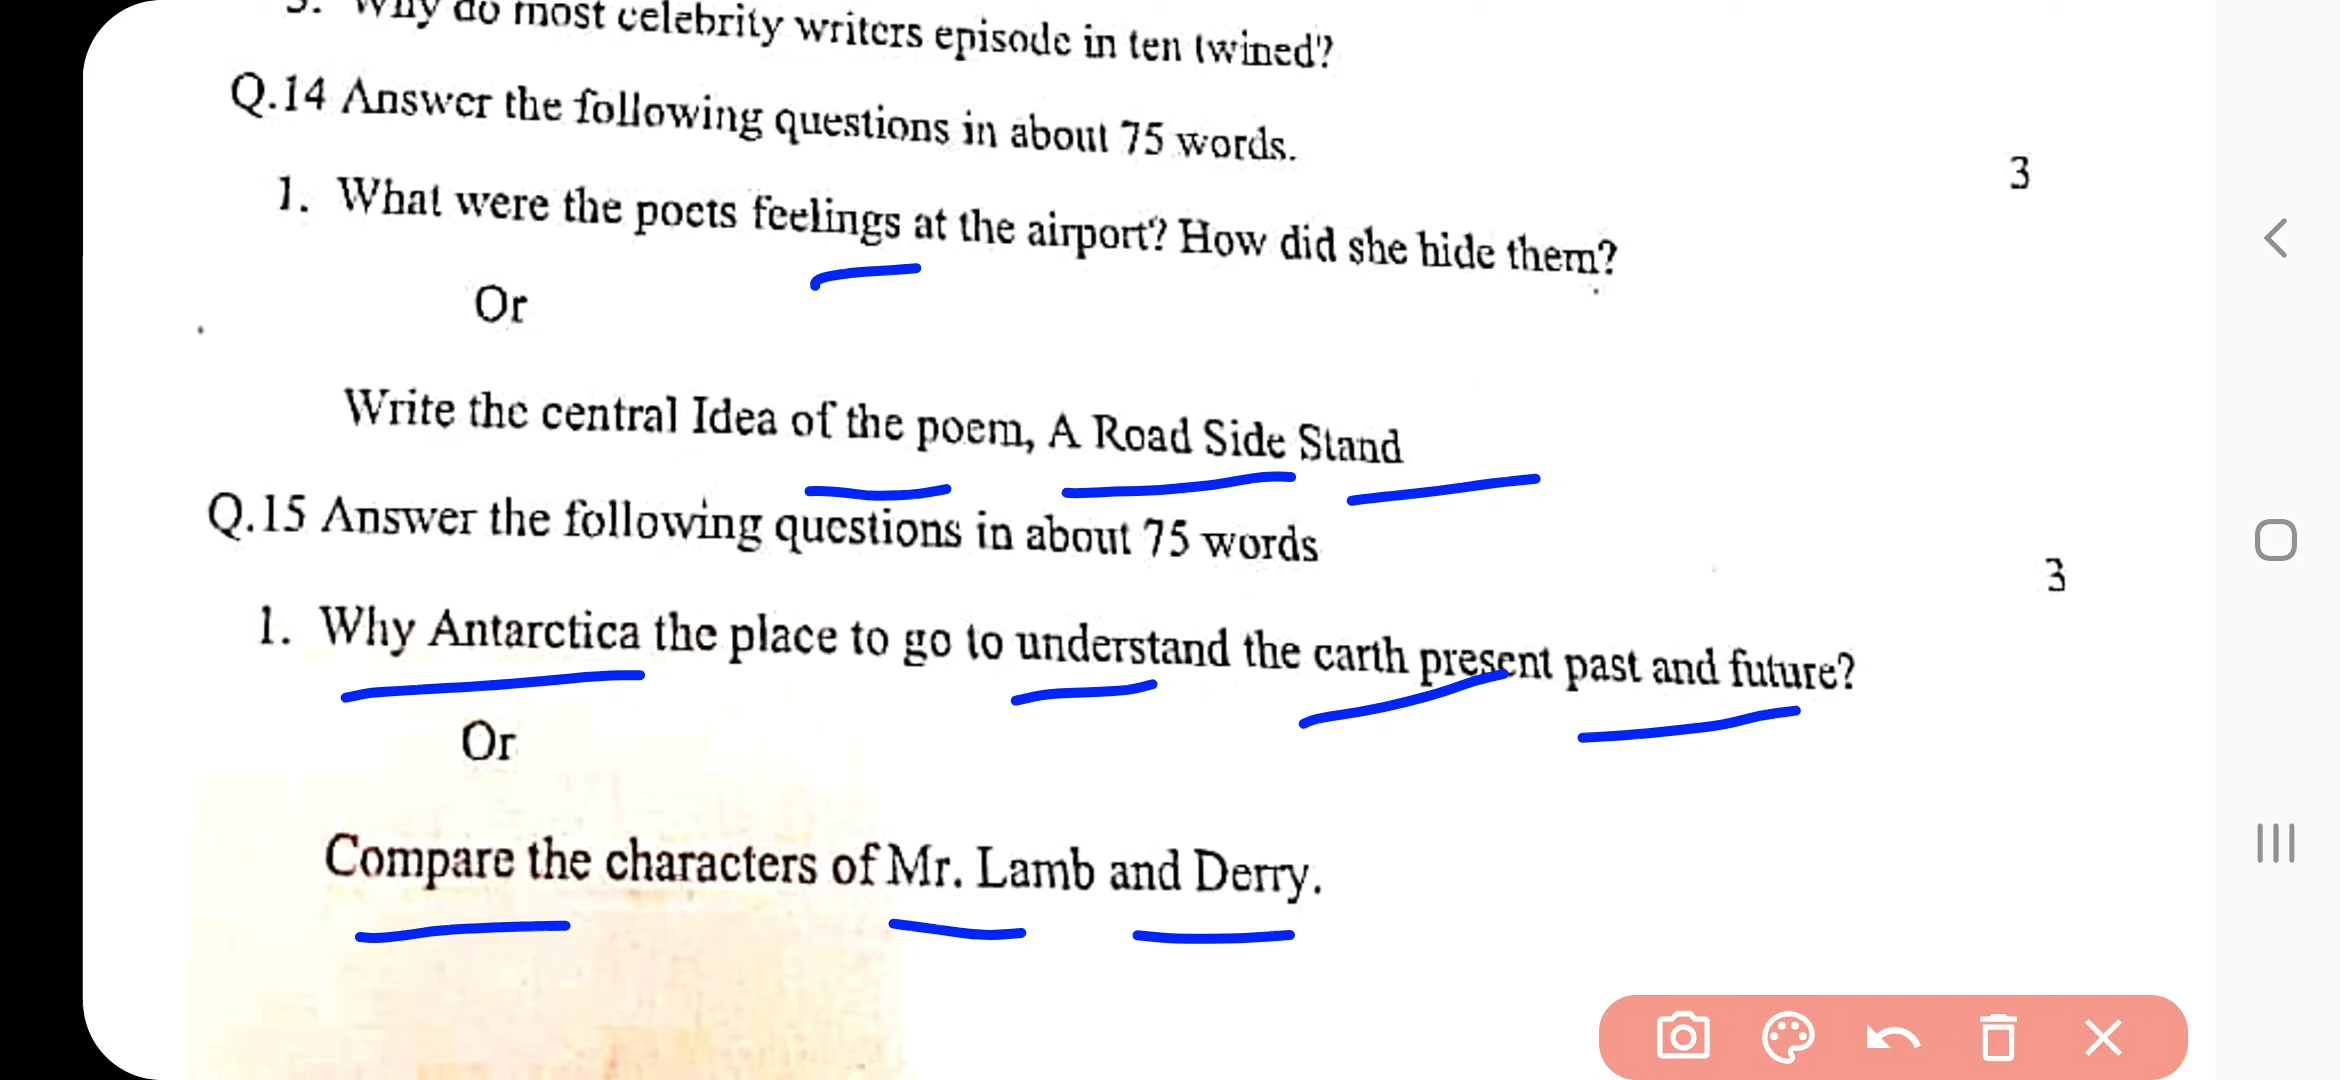 Why do most celebrity writers episode in ten twined'?
Q.14 Answer the following questions in about 75 words.
3
1. What were the poets feelings at the airport? How did she hide them?
Or
Write the central Idea of the poem, A Road Side Stand
Q.15 Answer the following questions in about 75 words
3
1. Why Antarctica the place to go to understand the earth present past and future?
Or
Compare the characters of Mr. Lamb and Derry.